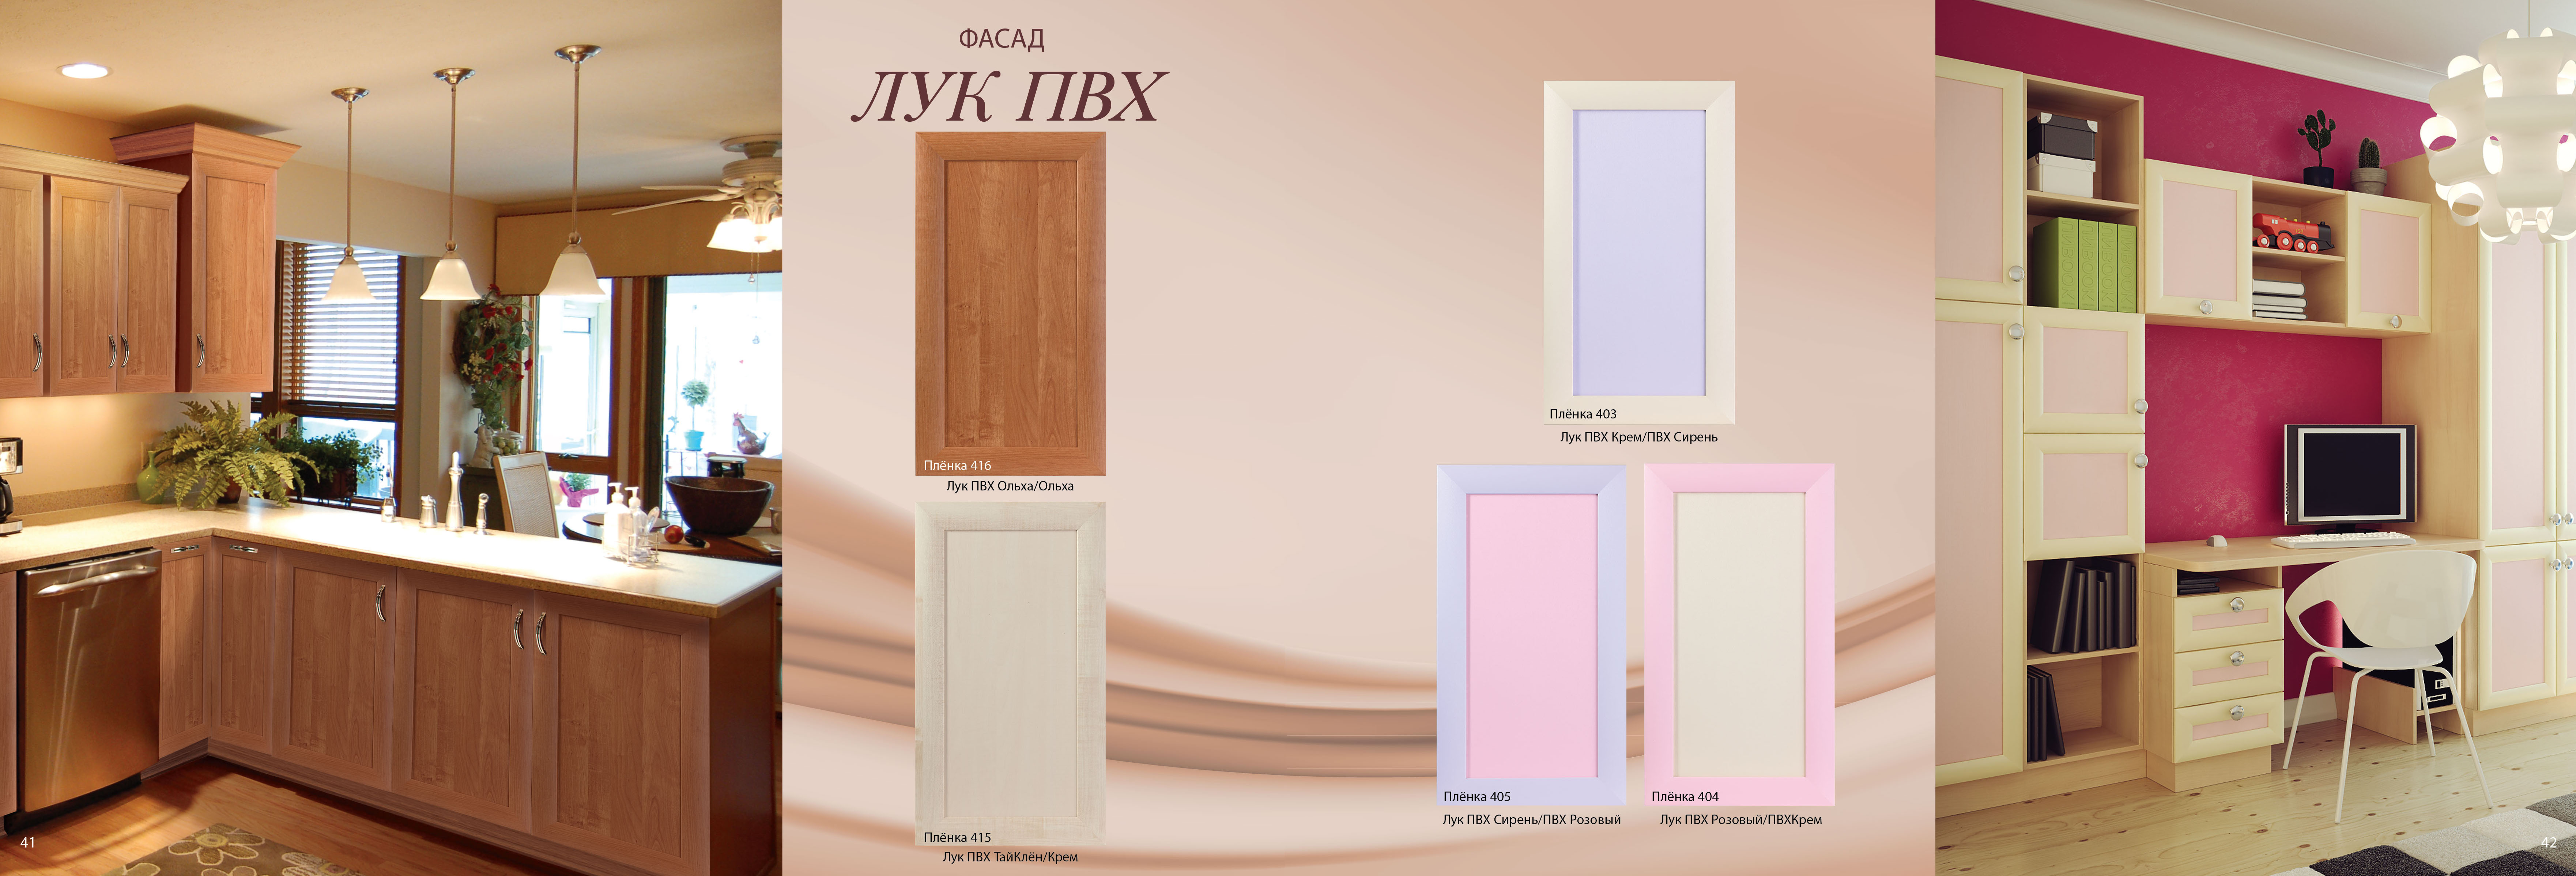 ФАСАД
ЛУК ПВХ
Плёнка 416
Лук ПВХ Ольха/Ольха
Плёнка 415
Лук ПВХ ТайКлён/Крем
Плёнка 403
Лук ПВХ Крем/ПВХ Сирень
Плёнка 405
Лук ПВХ Сирень/ПВХ Розовый
Плёнка 404
Лук ПВХ Розовый/ПВХКрем
41
42